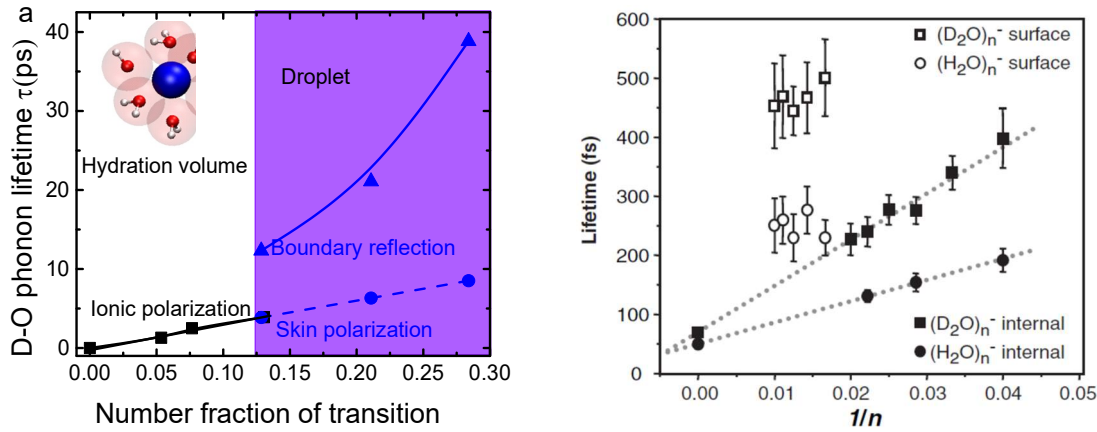 a
D-O phonon lifetime τ(ps)
40
30
20
10
0
Hydration volume
Droplet
Boundary reflection
Ionic polarization
Skin polarization
0.00 0.05 0.10 0.15 0.20 0.25 0.30
Number fraction of transition
Lifetime (fs)
600
500
400
300
200
100
0
(D₂O)ₙ⁻ surface
(H₂O)ₙ⁻ surface
(D₂O)ₙ⁻ internal
(H₂O)ₙ⁻ internal
0.00 0.01 0.02 0.03 0.04 0.05
1/n